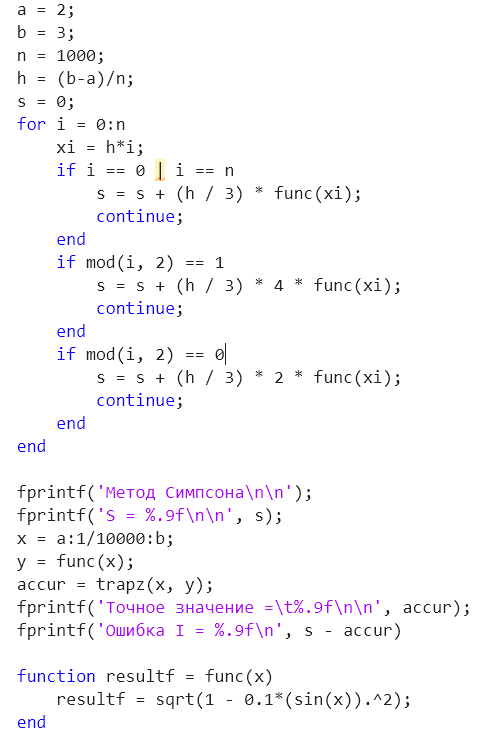 a = 2;
b = 3;
n = 1000;
h = (b-a)/n;
s = 0;
for i = 0:n
    xi = h*i;
    if i == 0 | i == n
        s = s + (h / 3) * func(xi);
        continue;
    end
    if mod(i, 2) == 1
        s = s + (h / 3) * 4 * func(xi);
        continue;
    end
    if mod(i, 2) == 0
        s = s + (h / 3) * 2 * func(xi);
        continue;
    end
end

fprintf('Метод Симпсона\n\n');
fprintf('S = %.9f\n\n', s);
x = a:1/10000:b;
y = func(x);
accur = trapz(x, y);
fprintf('Точное значение =\t%.9f\n\n', accur);
fprintf('Ошибка I = %.9f\n', s - accur)

function resultf = func(x)
    resultf = sqrt(1 - 0.1*(sin(x)).^2);
end